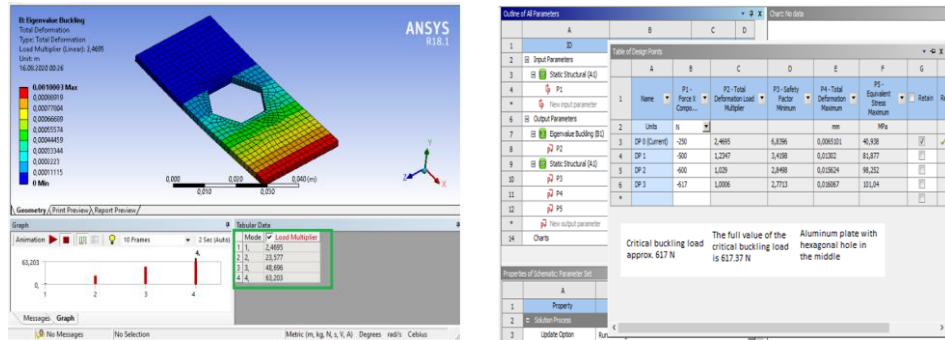 B: Eigenvalue Buckling
Total Deformation
Type: Total Deformation
Load Multiplier (Linear): 2,4695
Unit: m
16.08.2020 00:26
ANSYS
R18.1
0,0010003 Max
0,00088919
0,00077804
0,00066689
0,00055574
0,00044459
0,00033344
0,0002223
0,00011115
0 Min
0,000
0,010
0,020
0,030
0,040 (m)
Y
Z
X
Geometry / Print Preview / Report Preview /
Graph
Animation
10 Frames
2 Sec (Auto)
63,203
0,
4,
1
2
3
4
Messages Graph
Tabular Data
Mode Load Multiplier
1 1, 2,4695
2 2, 23,577
3 3, 48,696
4 4, 63,203
No Messages
No Selection
Metric (m, kg, N, s, V, A) Degrees rad/s Celsius
Outline of All Parameters
Chart: No data
A B C D
1 ID
2 Input Parameters
3 Static Structural (A1)
4 P1
* New input parameter
6 Output Parameters
7 Eigenvalue Buckling (B1)
8 P2
9 Static Structural (A1)
10 P3
11 P4
12 P5
* New output parameter
14 Charts
Table of Design Points
A B C D E F G
1 Name P1 - Force X Compo... P2 - Total Deformation Load Multiplier P3 - Safety Factor Minimum P4 - Total Deformation Maximum P5 - Equivalent Stress Maximum Retain Re
2 Units N mm MPa
3 DP 0 (Current) -250 2,4695 6,8396 0,0065101 40,938
4 DP 1 -500 1,2347 3,4198 0,01302 81,877
5 DP 2 -600 1,029 2,8498 0,015624 98,252
6 DP 3 -617 1,0006 2,7713 0,016067 101,04
*
Critical buckling load
approx. 617 N
The full value of the
critical buckling load
is 617.37 N
Aluminum plate with
hexagonal hole in
the middle
Properties of Schematic: Parameter Set
A
1 Property
2 Solution Process
3 Update Option Run